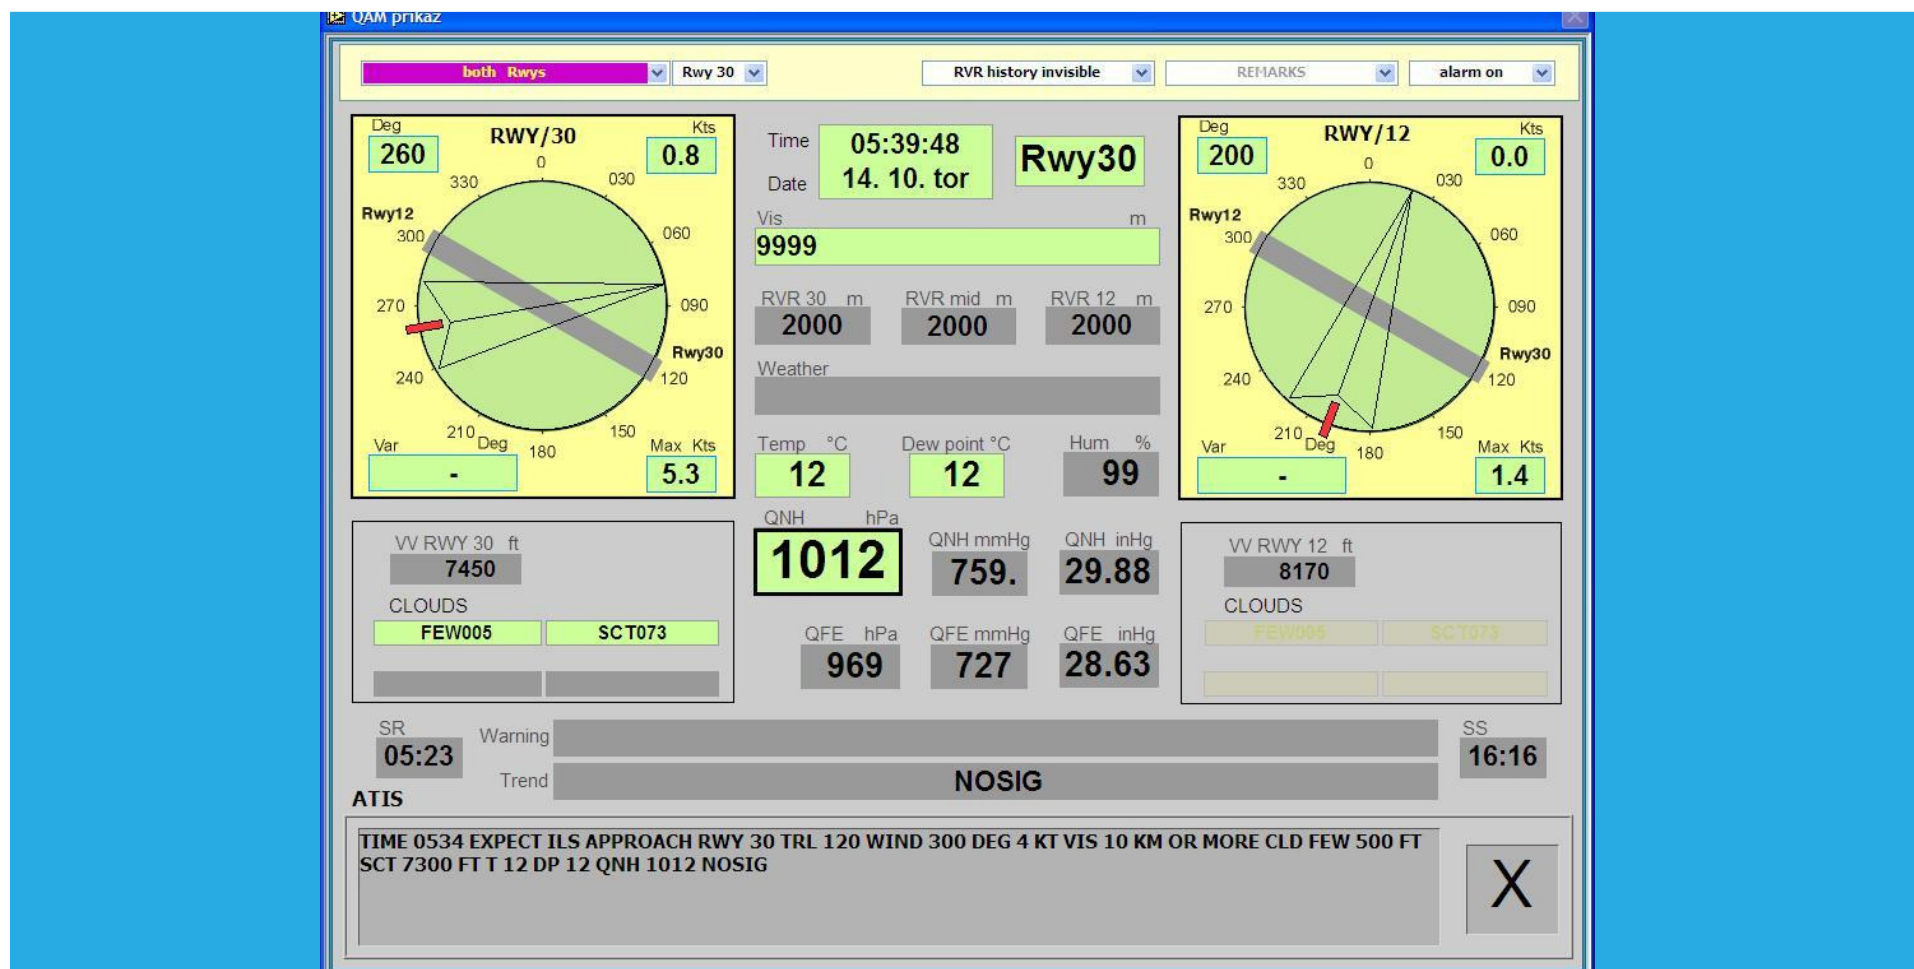 QAM prikaz
both Rwys Rwy 30 RVR history invisible REMARKS alarm on
Deg RWY/30 Kts
260 0.8
0
330 030
Rwy12
300 060
270 090
Rwy30
240 120
210 150
Var Deg 180 Max Kts
- 5.3
Time 05:39:48
Date 14. 10. tor
Rwy30
Vis m
9999
RVR 30 m RVR mid m RVR 12 m
2000 2000 2000
Weather
Temp °C Dew point °C Hum %
12 12 99
QNH hPa QNH mmHg QNH inHg
1012 759. 29.88
QFE hPa QFE mmHg QFE inHg
969 727 28.63
Deg RWY/12 Kts
200 0.0
0
330 030
Rwy12
300 060
270 090
Rwy30
240 120
210 150
Var Deg 180 Max Kts
- 1.4
VV RWY 30 ft
7450
CLOUDS
FEW005 SCT073
VV RWY 12 ft
8170
CLOUDS
FEW005 SCT073
SR
05:23
Warning
Trend NOSIG
SS
16:16
ATIS
TIME 0534 EXPECT ILS APPROACH RWY 30 TRL 120 WIND 300 DEG 4 KT VIS 10 KM OR MORE CLD FEW 500 FT
SCT 7300 FT T 12 DP 12 QNH 1012 NOSIG
X